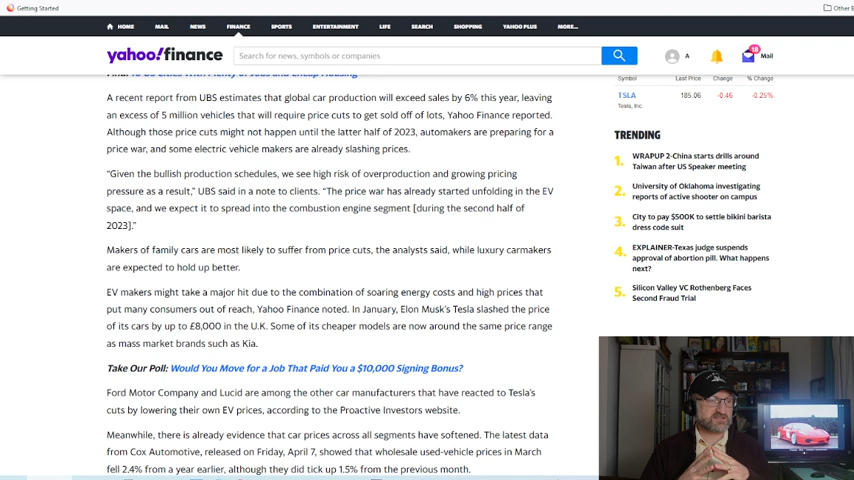 Getting Started
Other B
HOME MAIL NEWS FINANCE SPORTS ENTERTAINMENT LIFE SEARCH SHOPPING YAHOO PLUS MORE...
yahoo!finance
Search for news, symbols or companies
A
18
Mail
Find: 10 US Cities With Plenty of Jobs and Cheap Housing
A recent report from UBS estimates that global car production will exceed sales by 6% this year, leaving
an excess of 5 million vehicles that will require price cuts to get sold off of lots, Yahoo Finance reported.
Although those price cuts might not happen until the latter half of 2023, automakers are preparing for a
price war, and some electric vehicle makers are already slashing prices.
“Given the bullish production schedules, we see high risk of overproduction and growing pricing
pressure as a result,” UBS said in a note to clients. “The price war has already started unfolding in the EV
space, and we expect it to spread into the combustion engine segment [during the second half of
2023].”
Makers of family cars are most likely to suffer from price cuts, the analysts said, while luxury carmakers
are expected to hold up better.
EV makers might take a major hit due to the combination of soaring energy costs and high prices that
put many consumers out of reach, Yahoo Finance noted. In January, Elon Musk’s Tesla slashed the price
of its cars by up to £8,000 in the U.K. Some of its cheaper models are now around the same price range
as mass market brands such as Kia.
Take Our Poll: Would You Move for a Job That Paid You a $10,000 Signing Bonus?
Ford Motor Company and Lucid are among the other car manufacturers that have reacted to Tesla’s
cuts by lowering their own EV prices, according to the Proactive Investors website.
Meanwhile, there is already evidence that car prices across all segments have softened. The latest data
from Cox Automotive, released on Friday, April 7, showed that wholesale used-vehicle prices in March
fell 2.4% from a year earlier, although they did tick up 1.5% from the previous month.
Symbol Last Price Change % Change
TSLA 185.06 -0.46 -0.25%
Tesla, Inc.
TRENDING
1. WRAPUP 2-China starts drills around
Taiwan after US Speaker meeting
2. University of Oklahoma investigating
reports of active shooter on campus
3. City to pay $500K to settle bikini barista
dress code suit
4. EXPLAINER-Texas judge suspends
approval of abortion pill. What happens
next?
5. Silicon Valley VC Rothenberg Faces
Second Fraud Trial